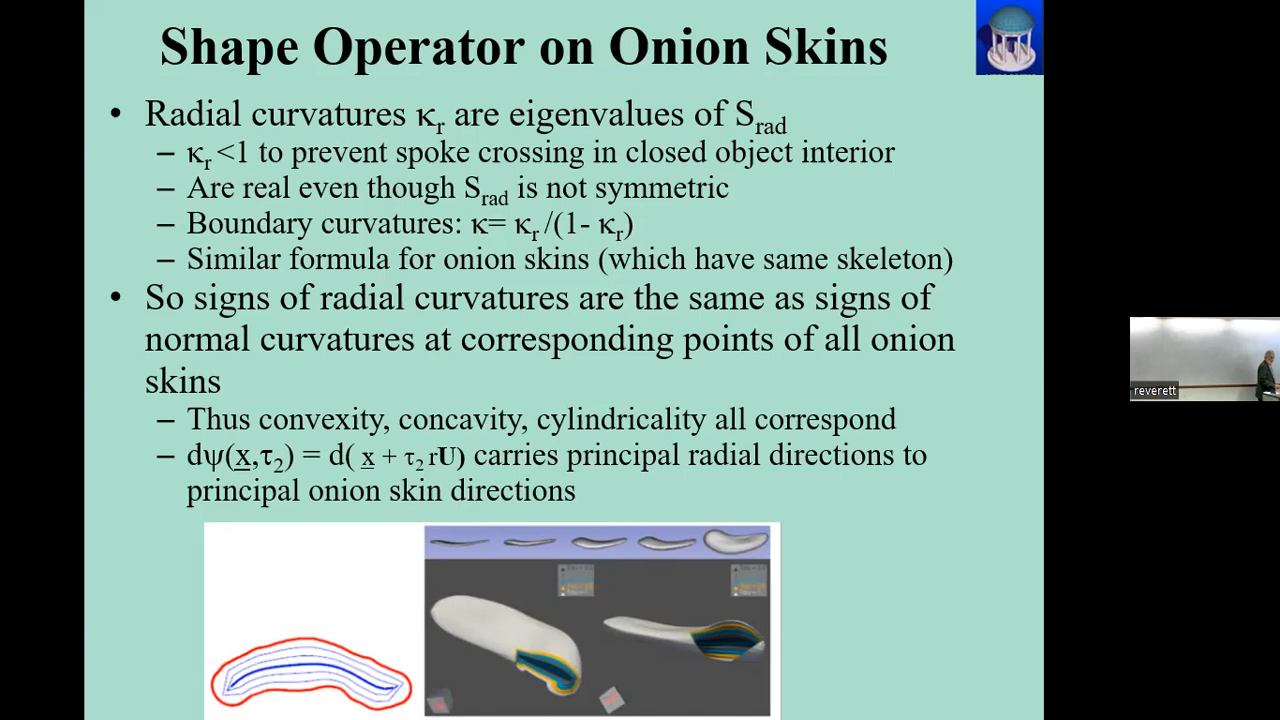 Shape Operator on Onion Skins
• Radial curvatures κr are eigenvalues of Srad
– κr <1 to prevent spoke crossing in closed object interior
– Are real even though Srad is not symmetric
– Boundary curvatures: κ= κr /(1- κr)
– Similar formula for onion skins (which have same skeleton)
• So signs of radial curvatures are the same as signs of
normal curvatures at corresponding points of all onion
skins
– Thus convexity, concavity, cylindricality all correspond
– dψ(x,τ2) = d( x + τ2 rU) carries principal radial directions to
principal onion skin directions
reverett